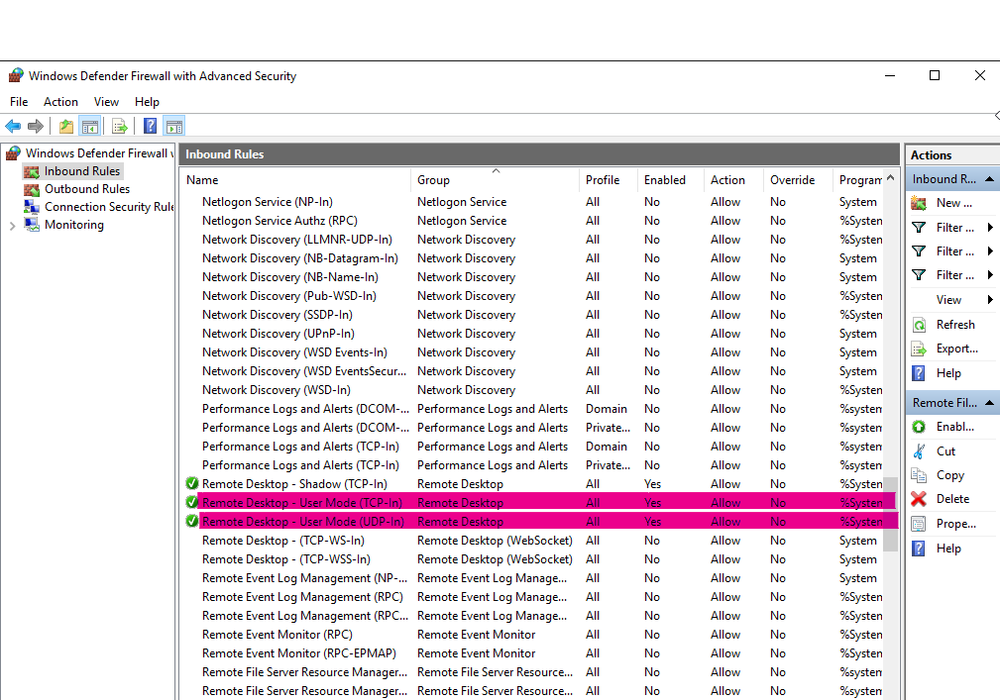 Windows Defender Firewall with Advanced Security
File Action View Help
Windows Defender Firewall
Inbound Rules
Outbound Rules
Connection Security Rule
Monitoring
Inbound Rules
Name Group Profile Enabled Action Override Program
Netlogon Service (NP-In) Netlogon Service All No Allow No System
Netlogon Service Authz (RPC) Netlogon Service All No Allow No %System
Network Discovery (LLMNR-UDP-In) Network Discovery All No Allow No %System
Network Discovery (NB-Datagram-In) Network Discovery All No Allow No System
Network Discovery (NB-Name-In) Network Discovery All No Allow No System
Network Discovery (Pub-WSD-In) Network Discovery All No Allow No %System
Network Discovery (SSDP-In) Network Discovery All No Allow No %System
Network Discovery (UPnP-In) Network Discovery All No Allow No System
Network Discovery (WSD Events-In) Network Discovery All No Allow No System
Network Discovery (WSD EventsSecur... Network Discovery All No Allow No System
Network Discovery (WSD-In) Network Discovery All No Allow No %System
Performance Logs and Alerts (DCOM-... Performance Logs and Alerts Domain No Allow No %system
Performance Logs and Alerts (DCOM-... Performance Logs and Alerts Private... No Allow No %system
Performance Logs and Alerts (TCP-In) Performance Logs and Alerts Domain No Allow No %system
Performance Logs and Alerts (TCP-In) Performance Logs and Alerts Private... No Allow No %system
Remote Desktop - Shadow (TCP-In) Remote Desktop All Yes Allow No %System
Remote Desktop - User Mode (TCP-In) Remote Desktop All Yes Allow No %System
Remote Desktop - User Mode (UDP-In) Remote Desktop All Yes Allow No %System
Remote Desktop - (TCP-WS-In) Remote Desktop (WebSocket) All No Allow No System
Remote Desktop - (TCP-WSS-In) Remote Desktop (WebSocket) All No Allow No System
Remote Event Log Management (NP-... Remote Event Log Manage... All No Allow No System
Remote Event Log Management (RPC) Remote Event Log Manage... All No Allow No %System
Remote Event Log Management (RPC... Remote Event Log Manage... All No Allow No %System
Remote Event Monitor (RPC) Remote Event Monitor All No Allow No %System
Remote Event Monitor (RPC-EPMAP) Remote Event Monitor All No Allow No %System
Remote File Server Resource Manager... Remote File Server Resource... All No Allow No %system
Remote File Server Resource Manager... Remote File Server Resource... All No Allow No %system
Actions
Inbound R...
New ...
Filter ...
Filter ...
Filter ...
View
Refresh
Export...
Help
Remote Fil...
Enabl...
Cut
Copy
Delete
Prope...
Help